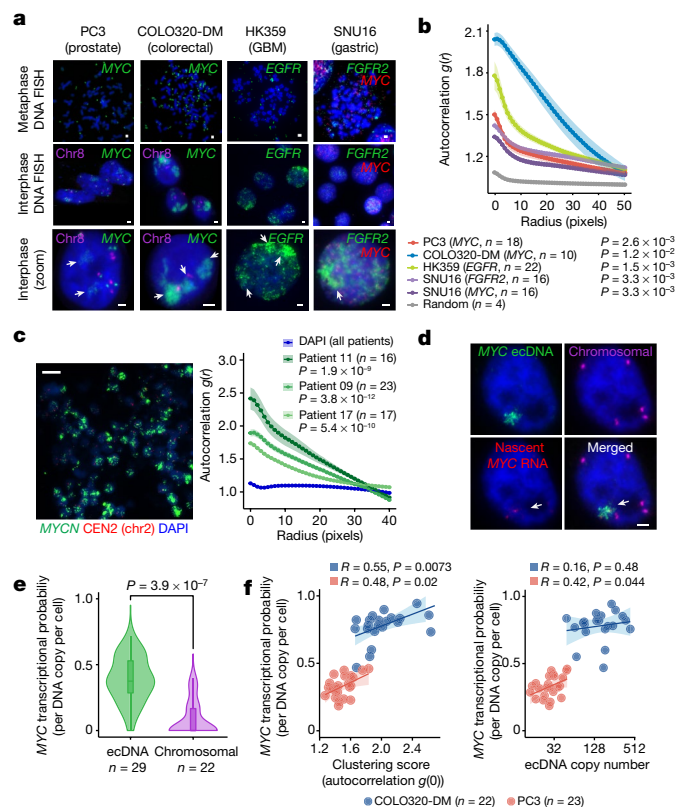 a
PC3 (prostate)
COLO320-DM (colorectal)
HK359 (GBM)
SNU16 (gastric)
Metaphase DNA FISH
MYC
MYC
EGFR
FGFR2
MYC
Interphase DNA FISH
Chr8 MYC
Chr8 MYC
EGFR
FGFR2
MYC
Interphase (zoom)
Chr8 MYC
Chr8 MYC
EGFR
FGFR2
MYC
b
Autocorrelation g(r)
2.1
1.8
1.5
1.2
0 10 20 30 40 50
Radius (pixels)
PC3 (MYC, n = 18) P = 2.6 × 10⁻³
COLO320-DM (MYC, n = 10) P = 1.2 × 10⁻²
HK359 (EGFR, n = 22) P = 1.5 × 10⁻³
SNU16 (FGFR2, n = 16) P = 3.3 × 10⁻³
SNU16 (MYC, n = 16) P = 3.3 × 10⁻³
Random (n = 4)
c
MYCN CEN2 (chr2) DAPI
Autocorrelation g(r)
3.0
2.5
2.0
1.5
1.0
0 10 20 30 40
Radius (pixels)
DAPI (all patients)
Patient 11 (n = 16)
P = 1.9 × 10⁻⁹
Patient 09 (n = 23)
P = 3.8 × 10⁻¹²
Patient 17 (n = 17)
P = 5.4 × 10⁻¹⁰
d
MYC ecDNA
Chromosomal
Nascent
MYC RNA
Merged
e
MYC transcriptional probability
(per DNA copy per cell)
P = 3.9 × 10⁻⁷
1.0
0.5
0
ecDNA Chromosomal
n = 29 n = 22
f
R = 0.55, P = 0.0073
R = 0.48, P = 0.02
MYC transcriptional probability
(per DNA copy per cell)
1.0
0.5
0
1.2 1.6 2.0 2.4
Clustering score
(autocorrelation g(0))
R = 0.16, P = 0.48
R = 0.42, P = 0.044
MYC transcriptional probability
(per DNA copy per cell)
1.0
0.5
0
32 128 512
ecDNA copy number
COLO320-DM (n = 22) PC3 (n = 23)